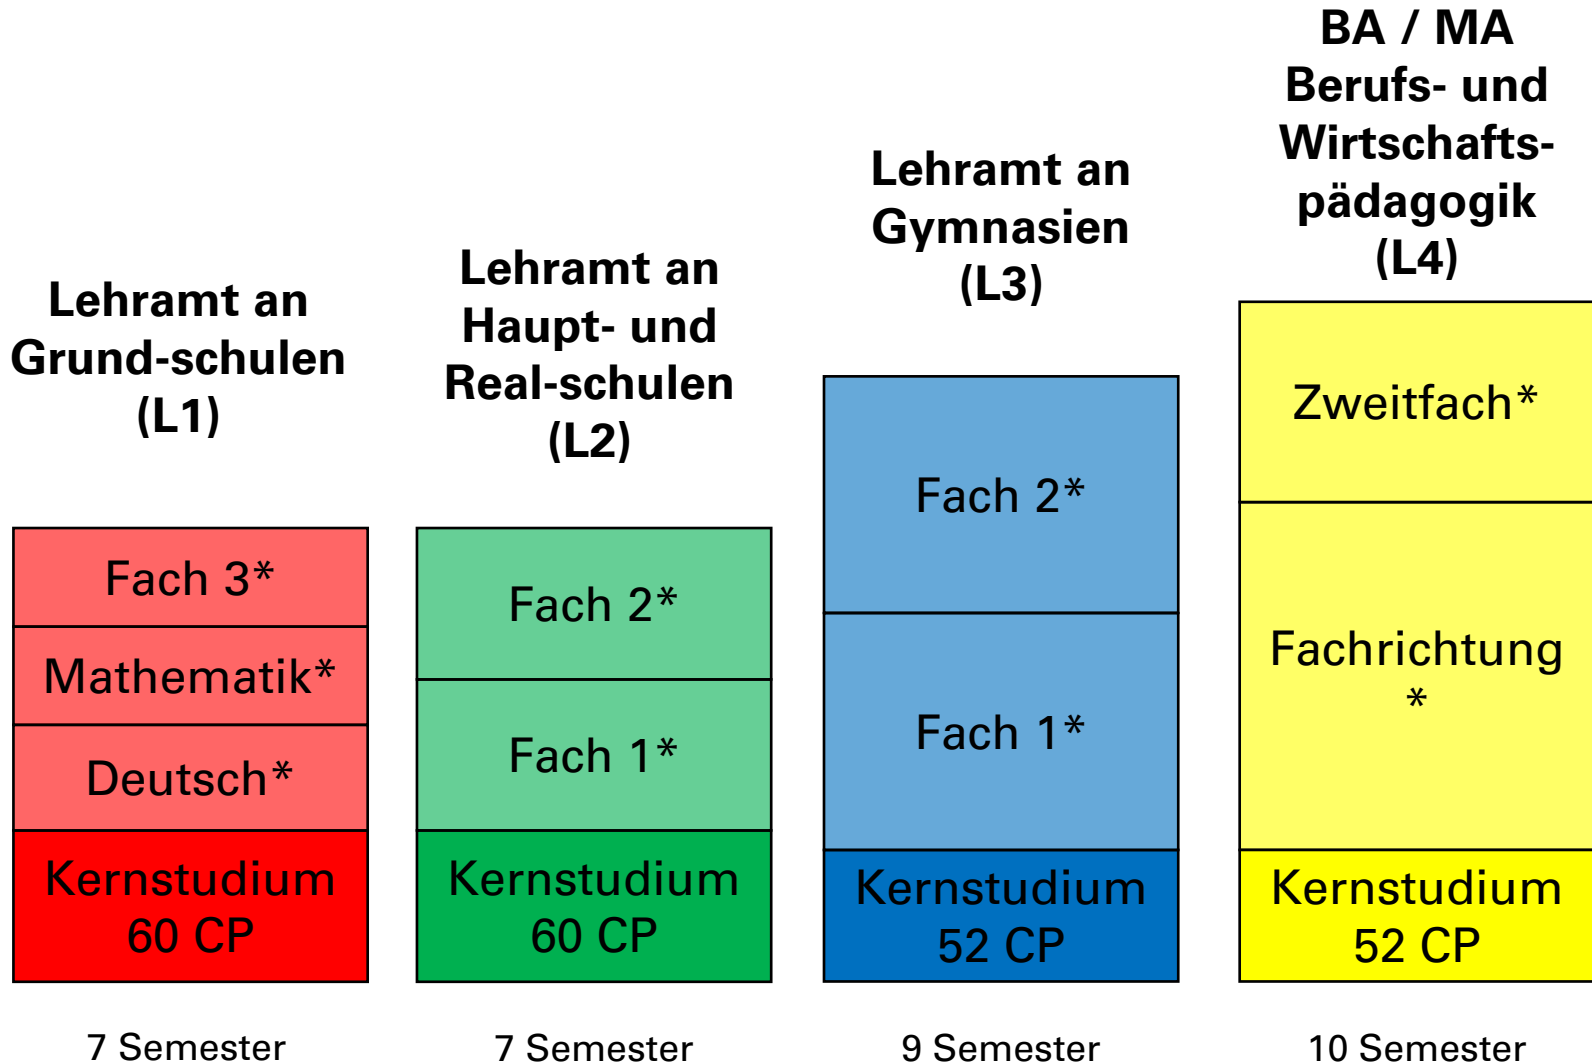 Lehramt an
Grund-schulen
(L1)
Fach 3*
Mathematik*
Deutsch*
Kernstudium
60 CP
7 Semester
Lehramt an
Haupt- und
Real-schulen
(L2)
Fach 2*
Fach 1*
Kernstudium
60 CP
7 Semester
Lehramt an
Gymnasien
(L3)
Fach 2*
Fach 1*
Kernstudium
52 CP
9 Semester
BA / MA
Berufs- und
Wirtschafts-
pädagogik
(L4)
Zweitfach*
Fachrichtung
*
Kernstudium
52 CP
10 Semester